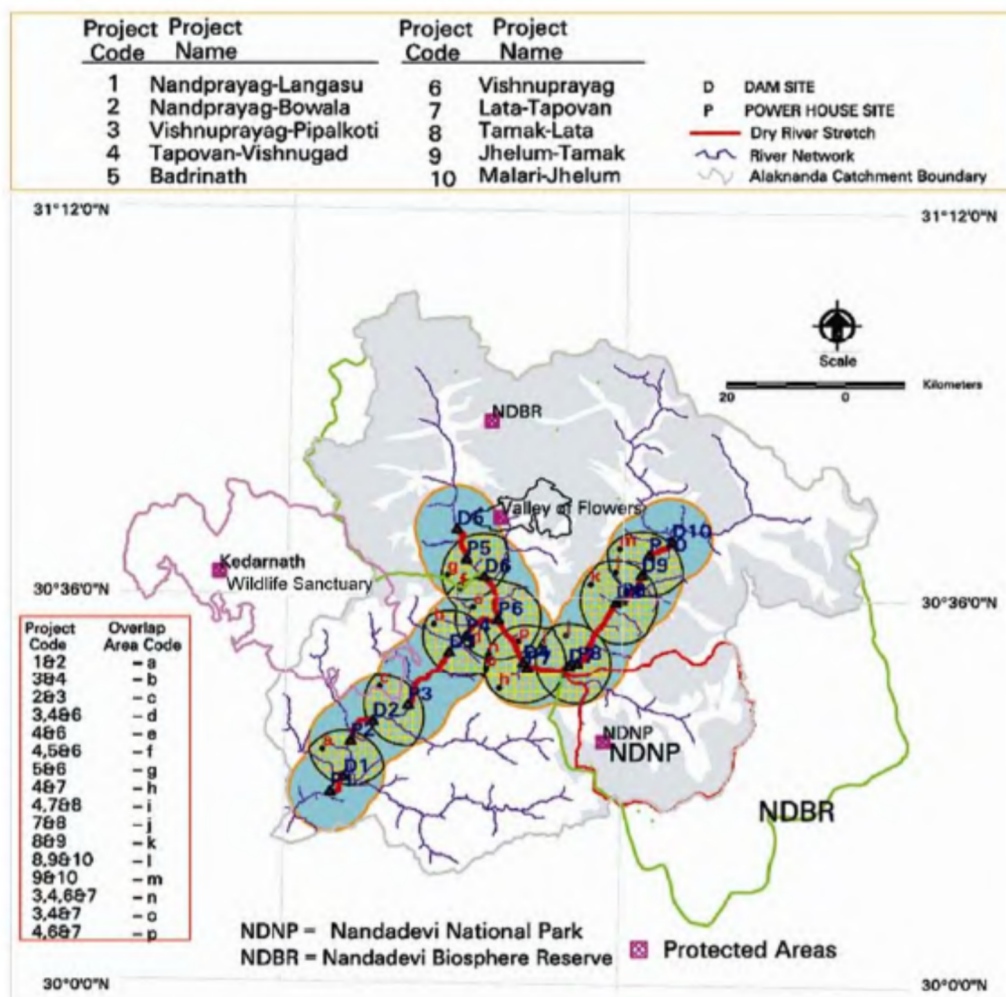 Project Project
Code Name
1 Nandprayag-Langasu
2 Nandprayag-Bowala
3 Vishnuprayag-Pipalkoti
4 Tapovan-Vishnugad
5 Badrinath
Project Project
Code Name
6 Vishnuprayag
7 Lata-Tapovan
8 Tamak-Lata
9 Jhelum-Tamak
10 Malari-Jhelum
D DAM SITE
P POWER HOUSE SITE
Dry River Stretch
River Network
Alaknanda Catchment Boundary
31°12'0"N 31°12'0"N
Scale
Kilometers
20 0
NDBR
Valley of Flowers
D6
D10
P5
n
D9
g
D6
Kedarnath
Wildlife Sanctuary
k
30°36'0"N 30°36'0"N
P6
P4
p
P7
h
P3
c
D2
P2
NDNP
NDNP
a
D1
NDBR
Project Overlap
Code Area Code
1&2 – a
3&4 – b
2&3 – c
3,4&6 – d
4&6 – e
4,5&6 – f
5&6 – g
4&7 – h
4,7&8 – i
7&8 – j
8&9 – k
8,9&10 – l
9&10 – m
3,4,6&7 – n
3,4&7 – o
4,6&7 – p
NDNP = Nandadevi National Park
NDBR = Nandadevi Biosphere Reserve
Protected Areas
30°0'0"N 30°0'0"N